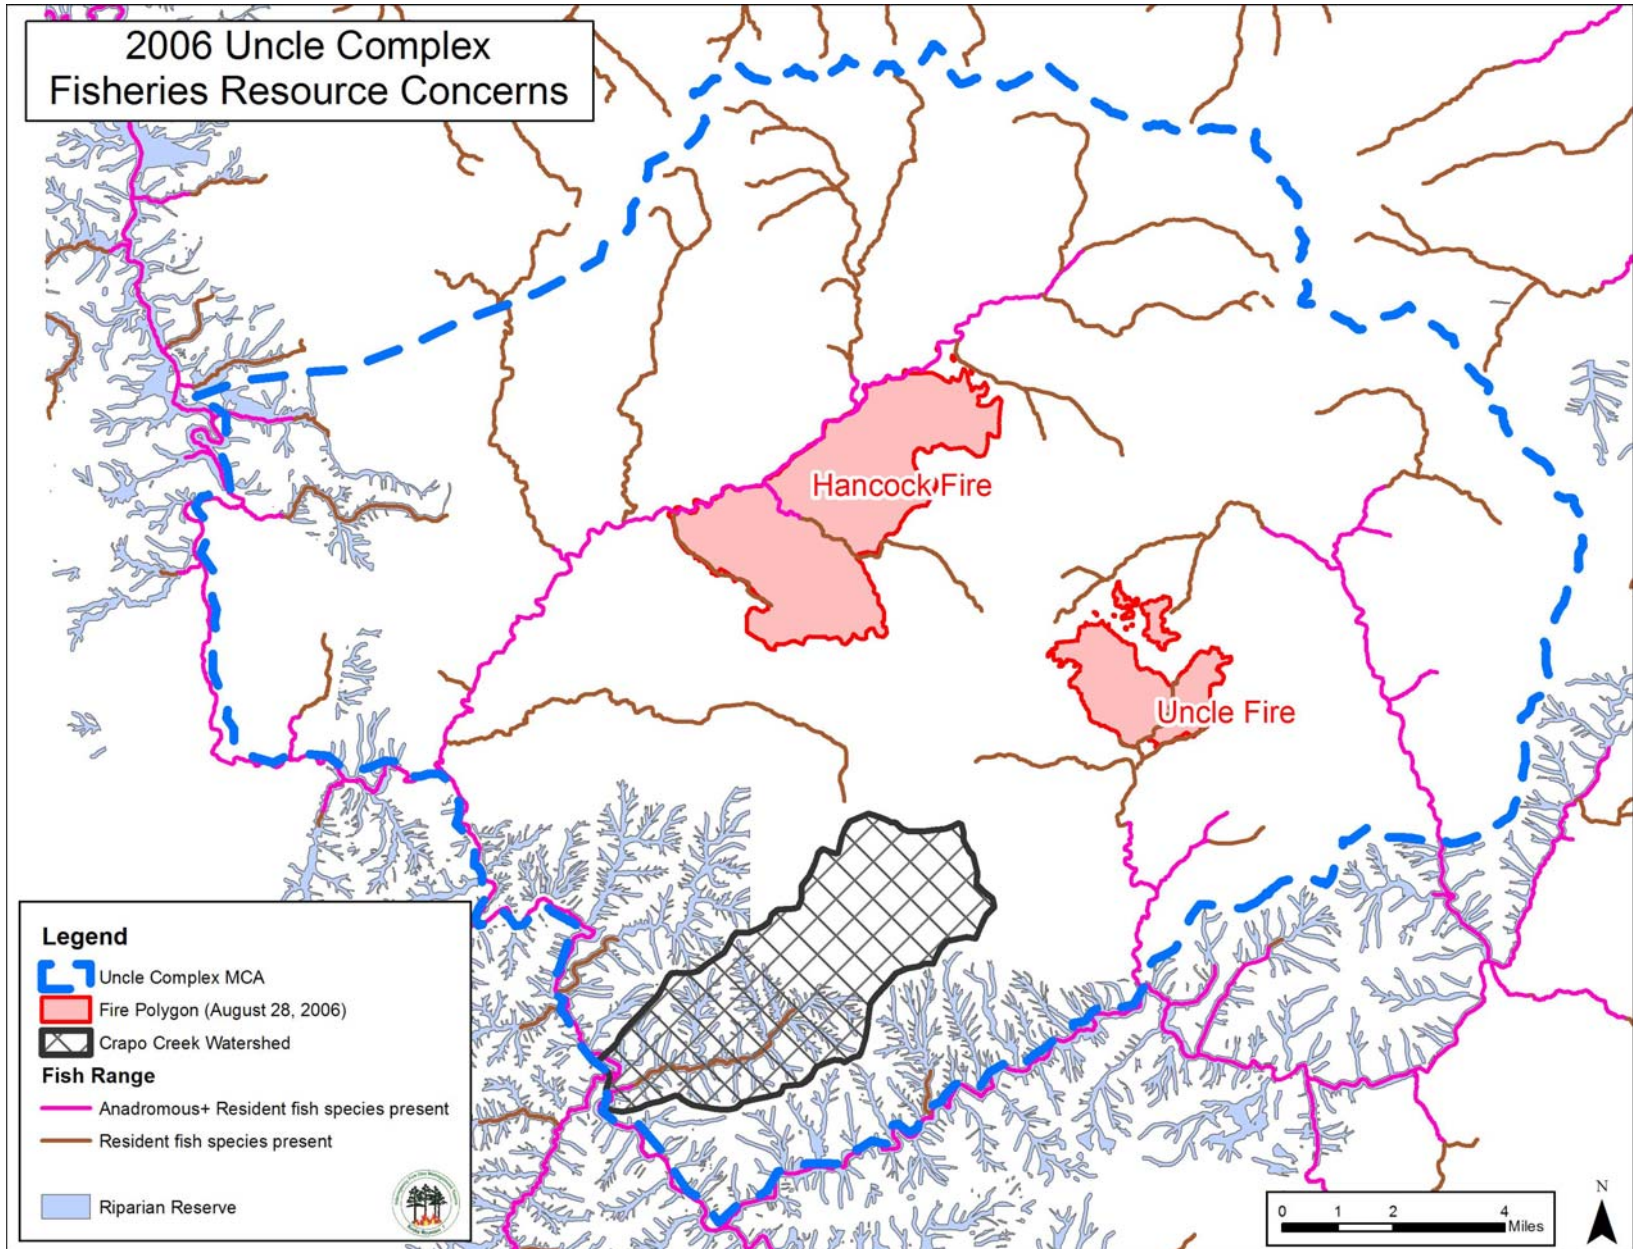 2006 Uncle Complex
Fisheries Resource Concerns
Hancock Fire
Uncle Fire
Legend
Uncle Complex MCA
Fire Polygon (August 28, 2006)
Crapo Creek Watershed
Fish Range
Anadromous+ Resident fish species present
Resident fish species present
Riparian Reserve
N
0 1 2 4
Miles